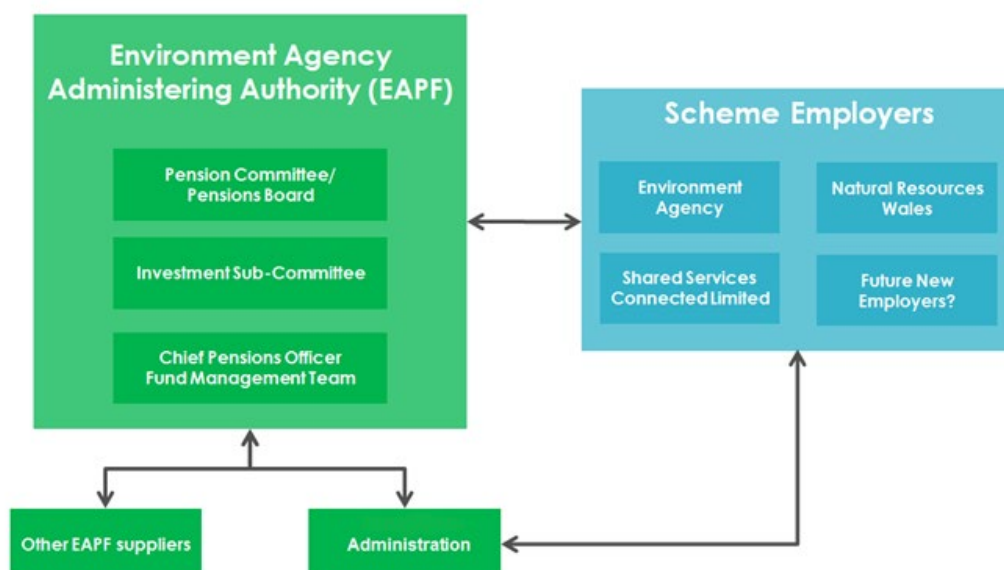 Environment Agency
Administering Authority (EAPF)
Pension Committee/
Pensions Board
Investment Sub-Committee
Chief Pensions Officer
Fund Management Team
Scheme Employers
Environment
Agency
Natural Resources
Wales
Shared Services
Connected Limited
Future New
Employers?
Other EAPF suppliers
Administration